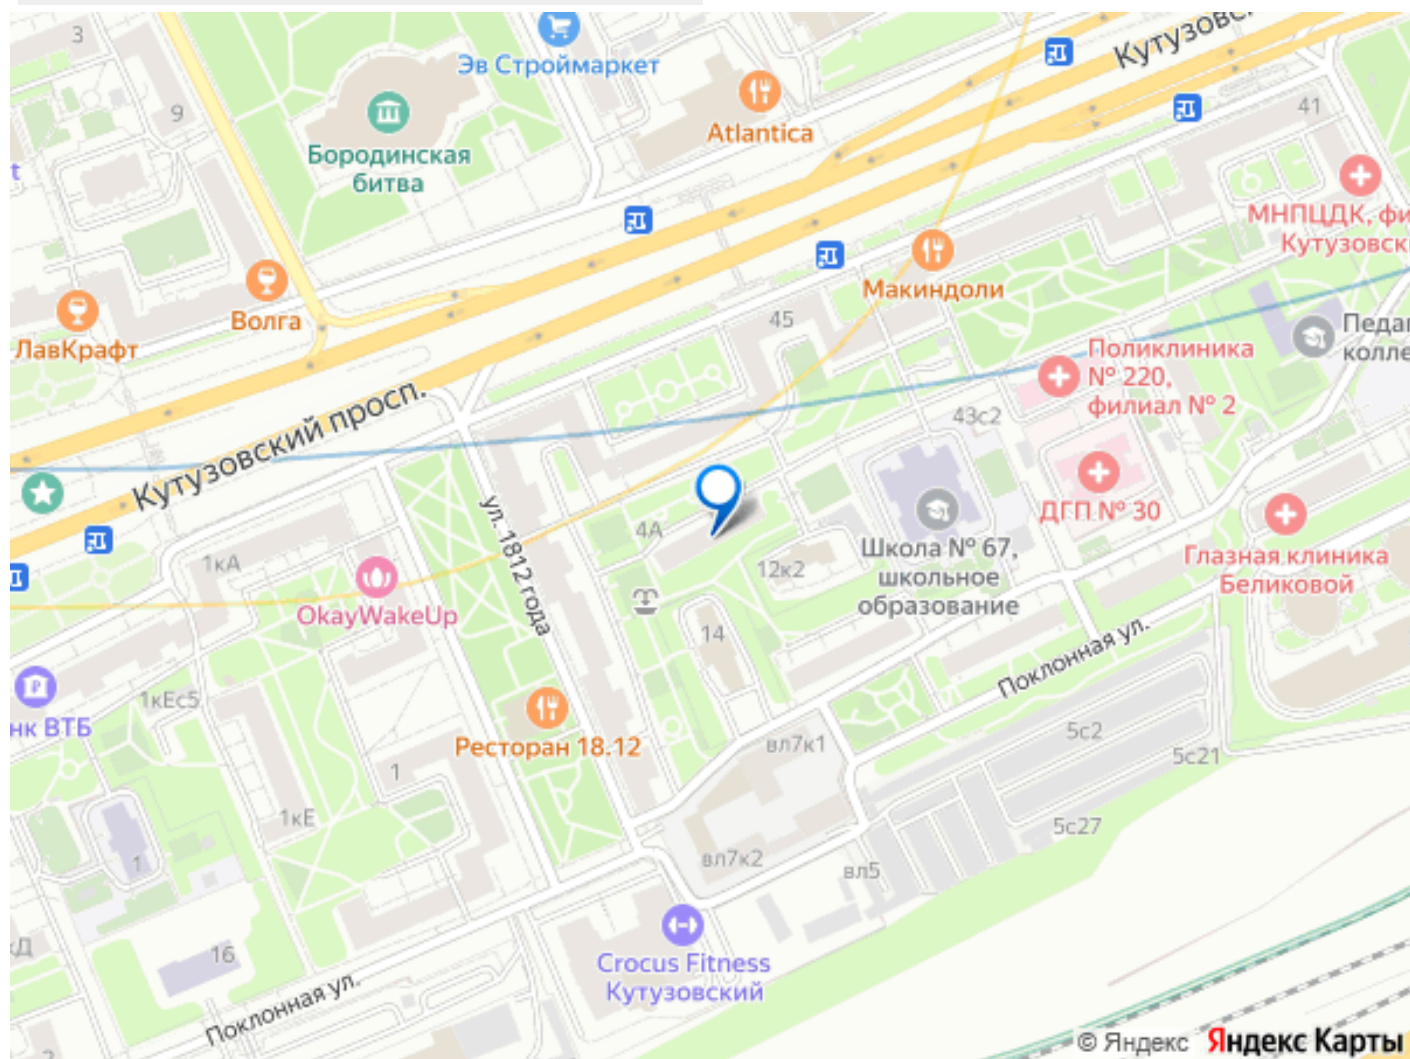 3
Эв Строймаркет
9
Atlantica
Бородинская
битва
t
41
МНПЦДК, фи
Кутузовск
Волга
ЛавКрафт
Макиндоли
45
Педа
колле
Поликлиника
№ 220,
филиал № 2
43с2
Кутузовский просп.
ул. 1812 года
4А
ДГП № 30
Школа № 67,
школьное
образование
12к2
Глазная клиника
Беликовой
1кА
OkayWakeUp
14
Поклонная ул.
1кЕс5
нк ВТБ
Ресторан 18.12
вл7к1
5с2
5с21
1
1кЕ
5с27
1
вл7к2
вл5
16
Crocus Fitness
Кутузовский
Поклонная ул.
© Яндекс Яндекс Карты